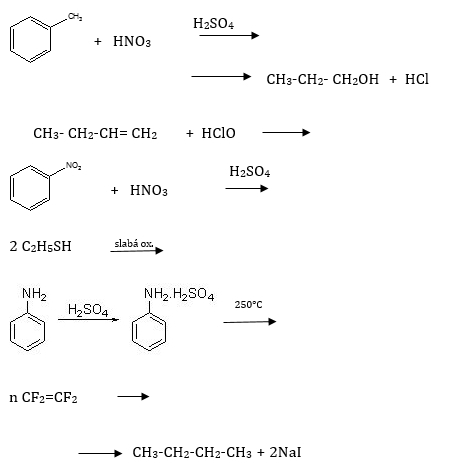 CH₃ + HNO₃ H₂SO₄
CH₃-CH₂- CH₂OH + HCl
CH₃- CH₂-CH= CH₂ + HClO
NO₂ + HNO₃ H₂SO₄
2 C₂H₅SH slabá ox.
NH₂ H₂SO₄ NH₂.H₂SO₄ 250°C
n CF₂=CF₂
CH₃-CH₂-CH₂-CH₃ + 2NaI